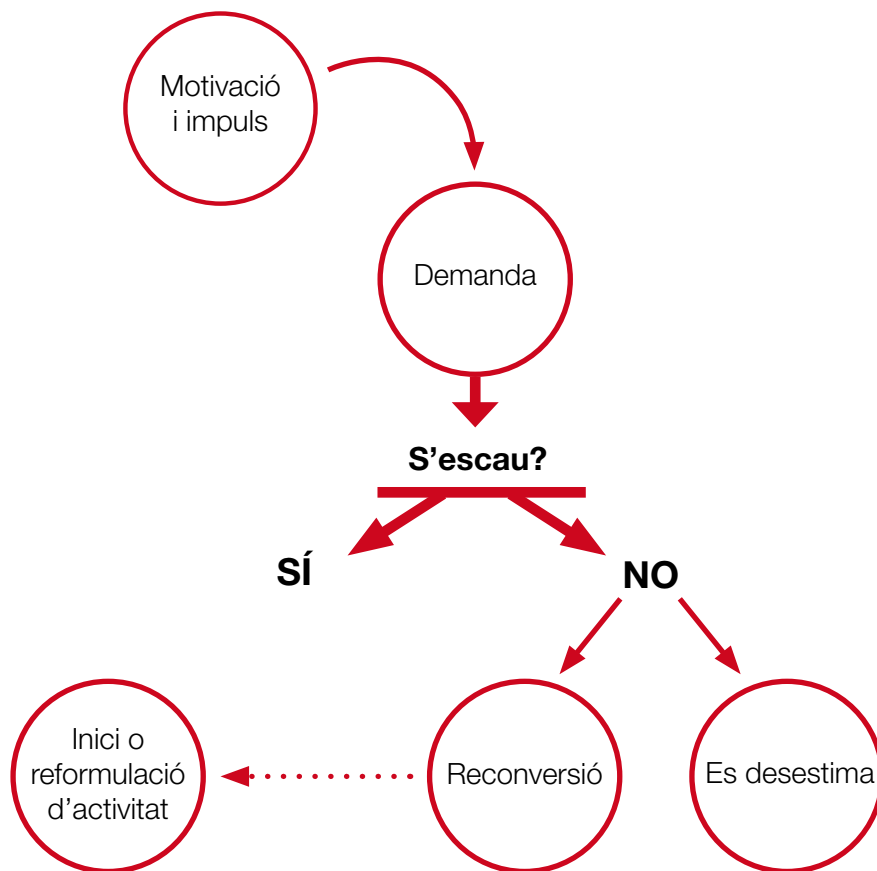 Motivació
i impuls
Demanda
S’escau?
SÍ
NO
Inici o
reformulació
d’activitat
Reconversió
Es desestima